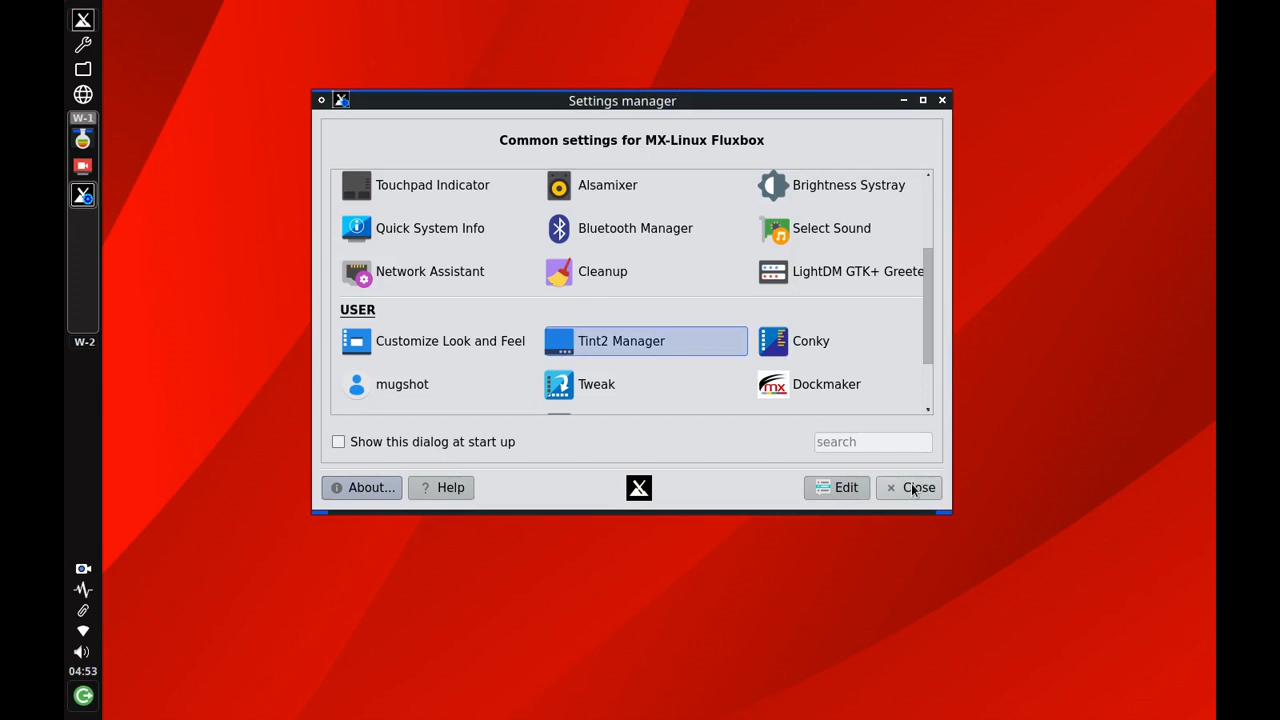 Settings manager
Common settings for MX-Linux Fluxbox
Touchpad Indicator Alsamixer Brightness Systray
Quick System Info Bluetooth Manager Select Sound
Network Assistant Cleanup LightDM GTK+ Greete
USER
Customize Look and Feel Tint2 Manager Conky
mugshot Tweak Dockmaker
mx
Show this dialog at start up
search
About... Help Edit Close
W-1
W-2
04:53